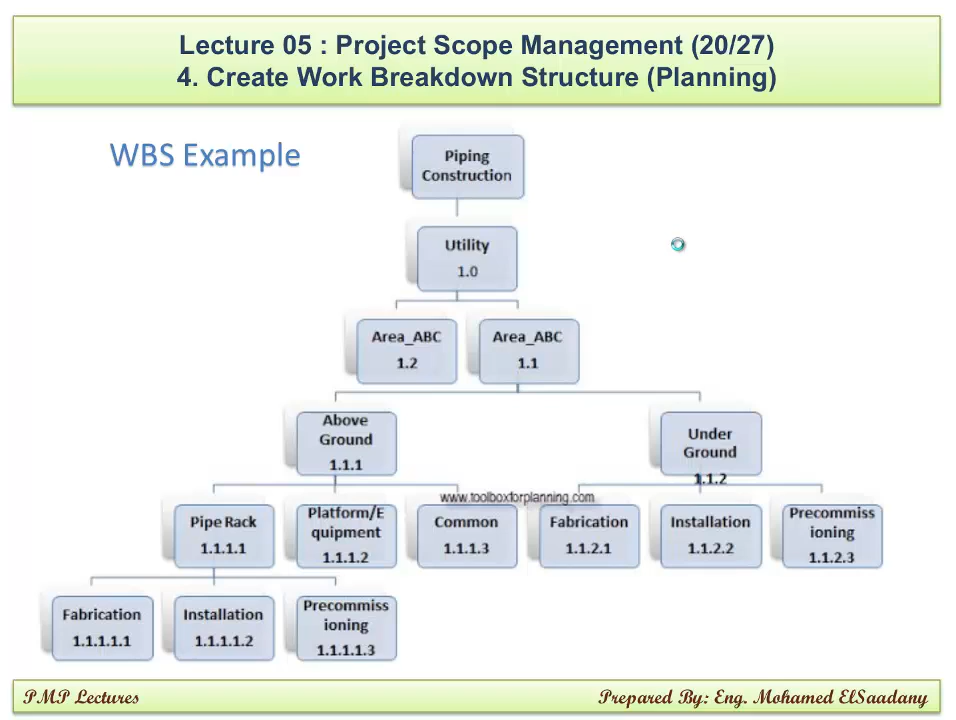 Lecture 05 : Project Scope Management (20/27)
4. Create Work Breakdown Structure (Planning)
WBS Example
Piping
Construction
Utility
1.0
Area_ABC
1.2
Area_ABC
1.1
Above
Ground
1.1.1
Under
Ground
1.1.2
www.toolboxforplanning.com
Pipe Rack
1.1.1.1
Platform/E
quipment
1.1.1.2
Common
1.1.1.3
Fabrication
1.1.2.1
Installation
1.1.2.2
Precommiss
ioning
1.1.2.3
Fabrication
1.1.1.1.1
Installation
1.1.1.1.2
Precommiss
ioning
1.1.1.1.3
PMP Lectures
Prepared By: Eng. Mohamed ElSaadany